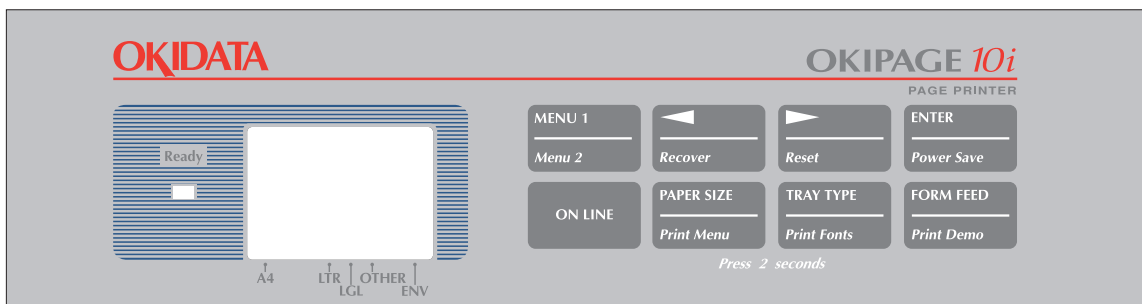 OKIDATA
OKIPAGE 10i
PAGE PRINTER
Ready
A4
LTR
LGL
OTHER
ENV
MENU 1
Menu 2
Recover
Reset
ENTER
Power Save
ON LINE
PAPER SIZE
Print Menu
TRAY TYPE
Print Fonts
FORM FEED
Print Demo
Press 2 seconds